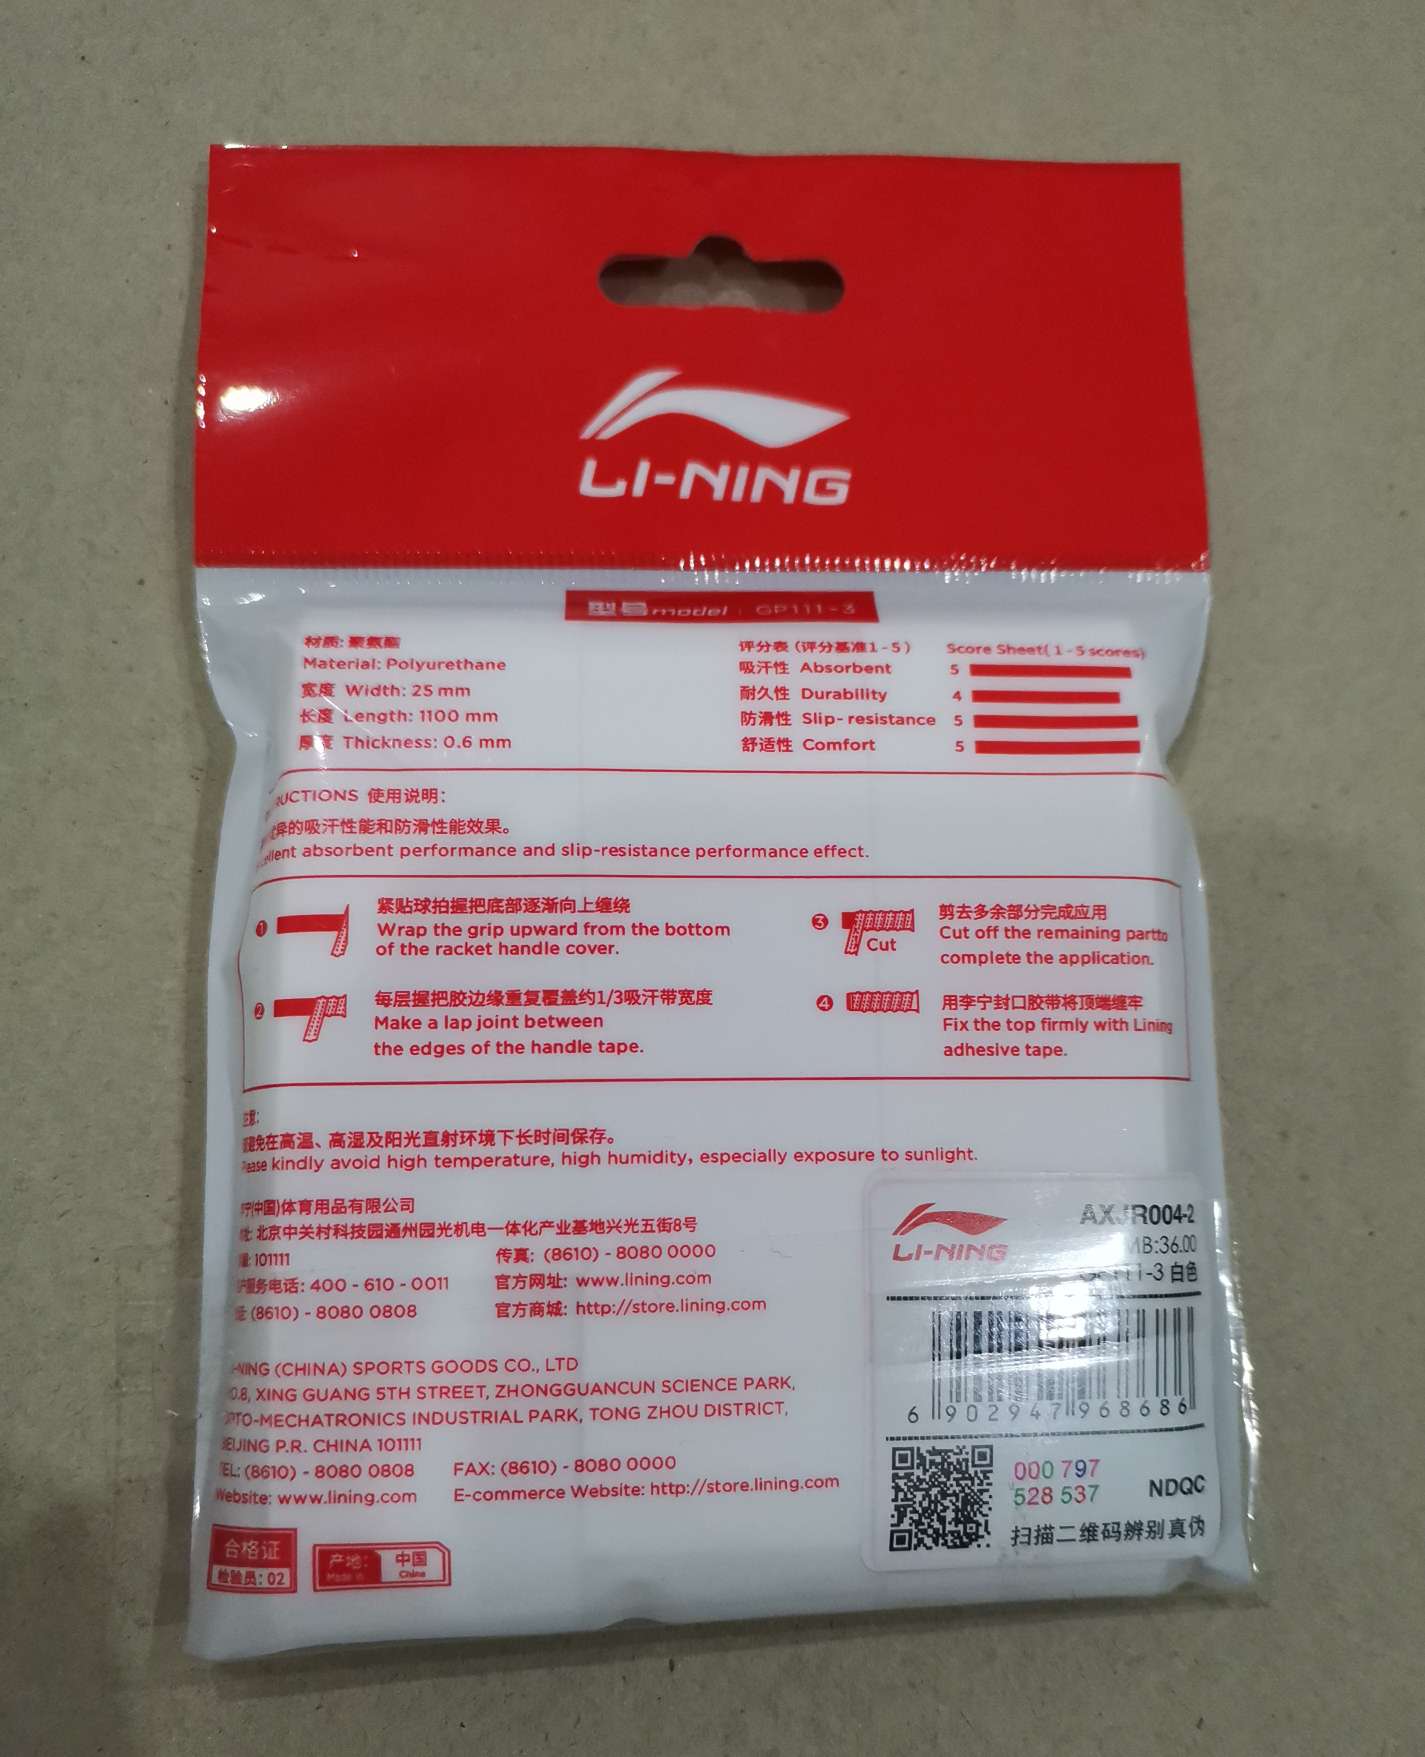 LI-NING
型号model | GP111-3
材质: 聚氨酯
Material: Polyurethane
宽度 Width: 25 mm
长度 Length: 1100 mm
厚度 Thickness: 0.6 mm
评分表 (评分基准1-5) Score Sheet( 1 - 5 scores)
吸汗性 Absorbent 5
耐久性 Durability 4
防滑性 Slip- resistance 5
舒适性 Comfort 5
使用说明:
的吸汗性能和防滑性能效果。
absorbent performance and slip-resistance performance effect.
1 紧贴球拍握把底部逐渐向上缠绕
Wrap the grip upward from the bottom
of the racket handle cover.
2 每层握把胶边缘重复覆盖约1/3吸汗带宽度
Make a lap joint between
the edges of the handle tape.
3 Cut 剪去多余部分完成应用
Cut off the remaining partto
complete the application.
4 用李宁封口胶带将顶端缠牢
Fix the top firmly with Lining
adhesive tape.
避免在高温、高湿及阳光直射环境下长时间保存。
kindly avoid high temperature, high humidity, especially exposure to sunlight.
(中国)体育用品有限公司
北京中关村科技园通州园光机电一体化产业基地兴光五街8号
101111 传真: (8610) - 8080 0000
服务电话: 400 - 610 - 0011 官方网址: www.lining.com
(8610) - 8080 0808 官方商城: http://store.lining.com
(CHINA) SPORTS GOODS CO., LTD
XING GUANG 5TH STREET, ZHONGGUANCUN SCIENCE PARK,
INDUSTRIAL PARK, TONG ZHOU DISTRICT,
P.R. CHINA 101111
(8610) - 8080 0808 FAX: (8610) - 8080 0000
www.lining.com E-commerce Website: http://store.lining.com
合格证
检验员: 02
产地: 中国
Made in China
LI-NING
AXJR004-2
36.00
白色
6 902947 968686
000 797
528 537 NDQC
扫描二维码辨别真伪